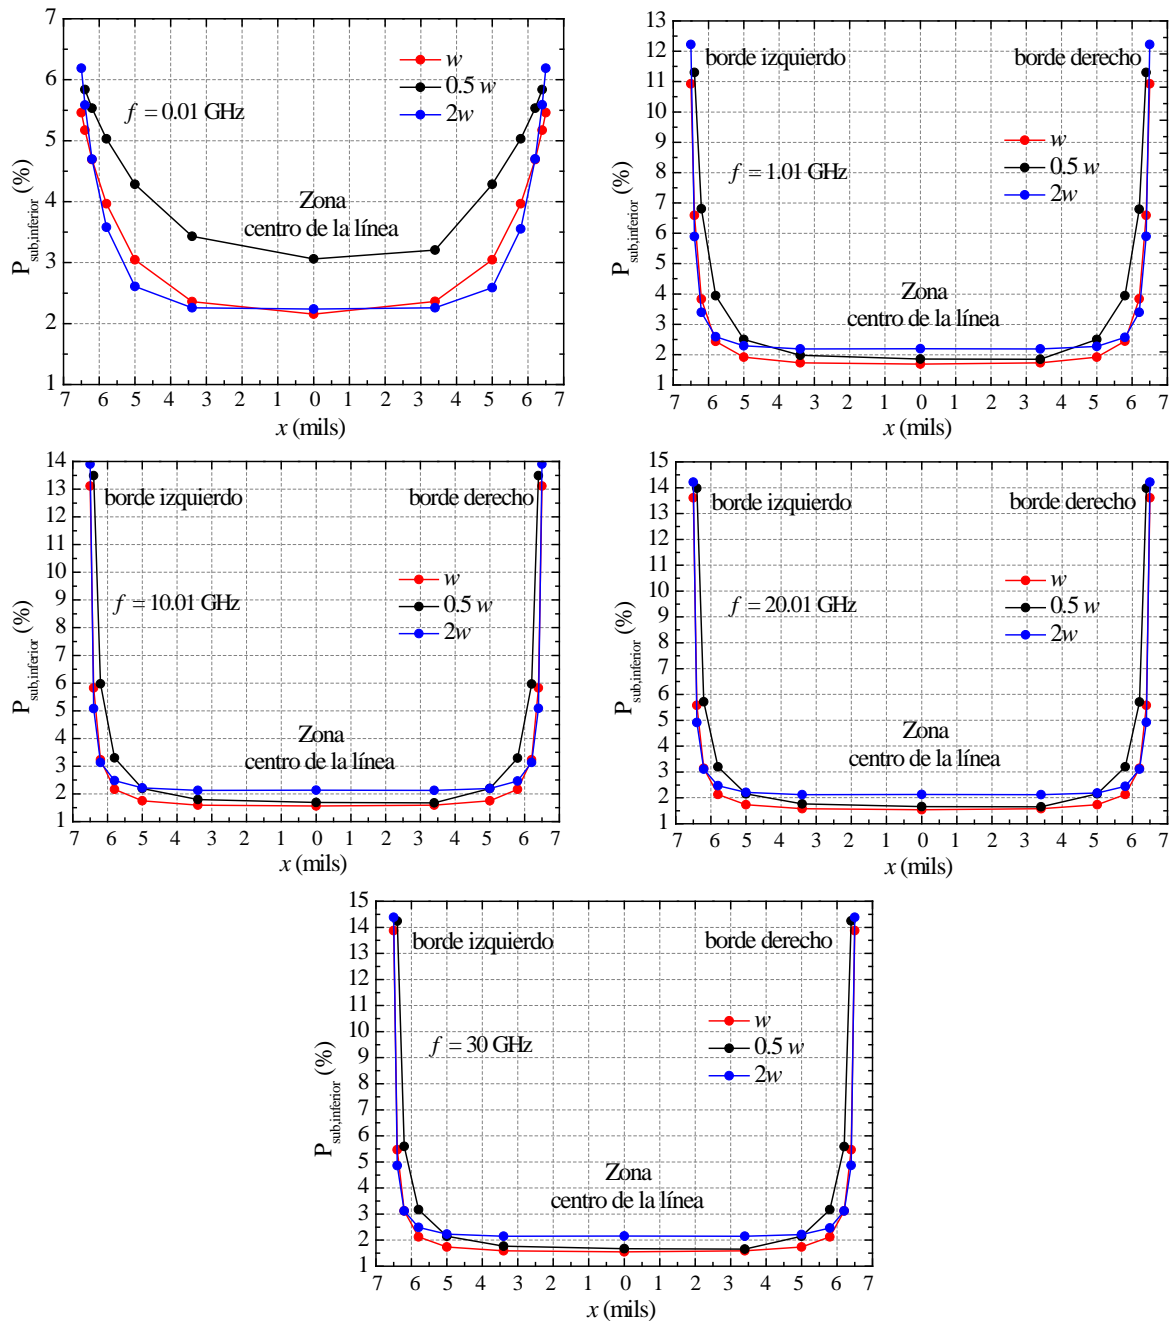 7
6
5
4
3
2
1
P sub,inferior (%)
f = 0.01 GHz
w
0.5 w
2w
Zona
centro de la línea
7 6 5 4 3 2 1 0 1 2 3 4 5 6 7
x (mils)
13
12
11
10
9
8
7
6
5
4
3
2
1
P sub,inferior (%)
borde izquierdo
borde derecho
f = 1.01 GHz
w
0.5 w
2w
Zona
centro de la línea
7 6 5 4 3 2 1 0 1 2 3 4 5 6 7
x (mils)
14
13
12
11
10
9
8
7
6
5
4
3
2
1
P sub,inferior (%)
borde izquierdo
borde derecho
f = 10.01 GHz
w
0.5 w
2w
Zona
centro de la línea
7 6 5 4 3 2 1 0 1 2 3 4 5 6 7
x (mils)
15
14
13
12
11
10
9
8
7
6
5
4
3
2
1
P sub,inferior (%)
borde izquierdo
borde derecho
f = 20.01 GHz
w
0.5 w
2w
Zona
centro de la línea
7 6 5 4 3 2 1 0 1 2 3 4 5 6 7
x (mils)
15
14
13
12
11
10
9
8
7
6
5
4
3
2
1
P sub,inferior (%)
borde izquierdo
borde derecho
f = 30 GHz
w
0.5 w
2w
Zona
centro de la línea
7 6 5 4 3 2 1 0 1 2 3 4 5 6 7
x (mils)